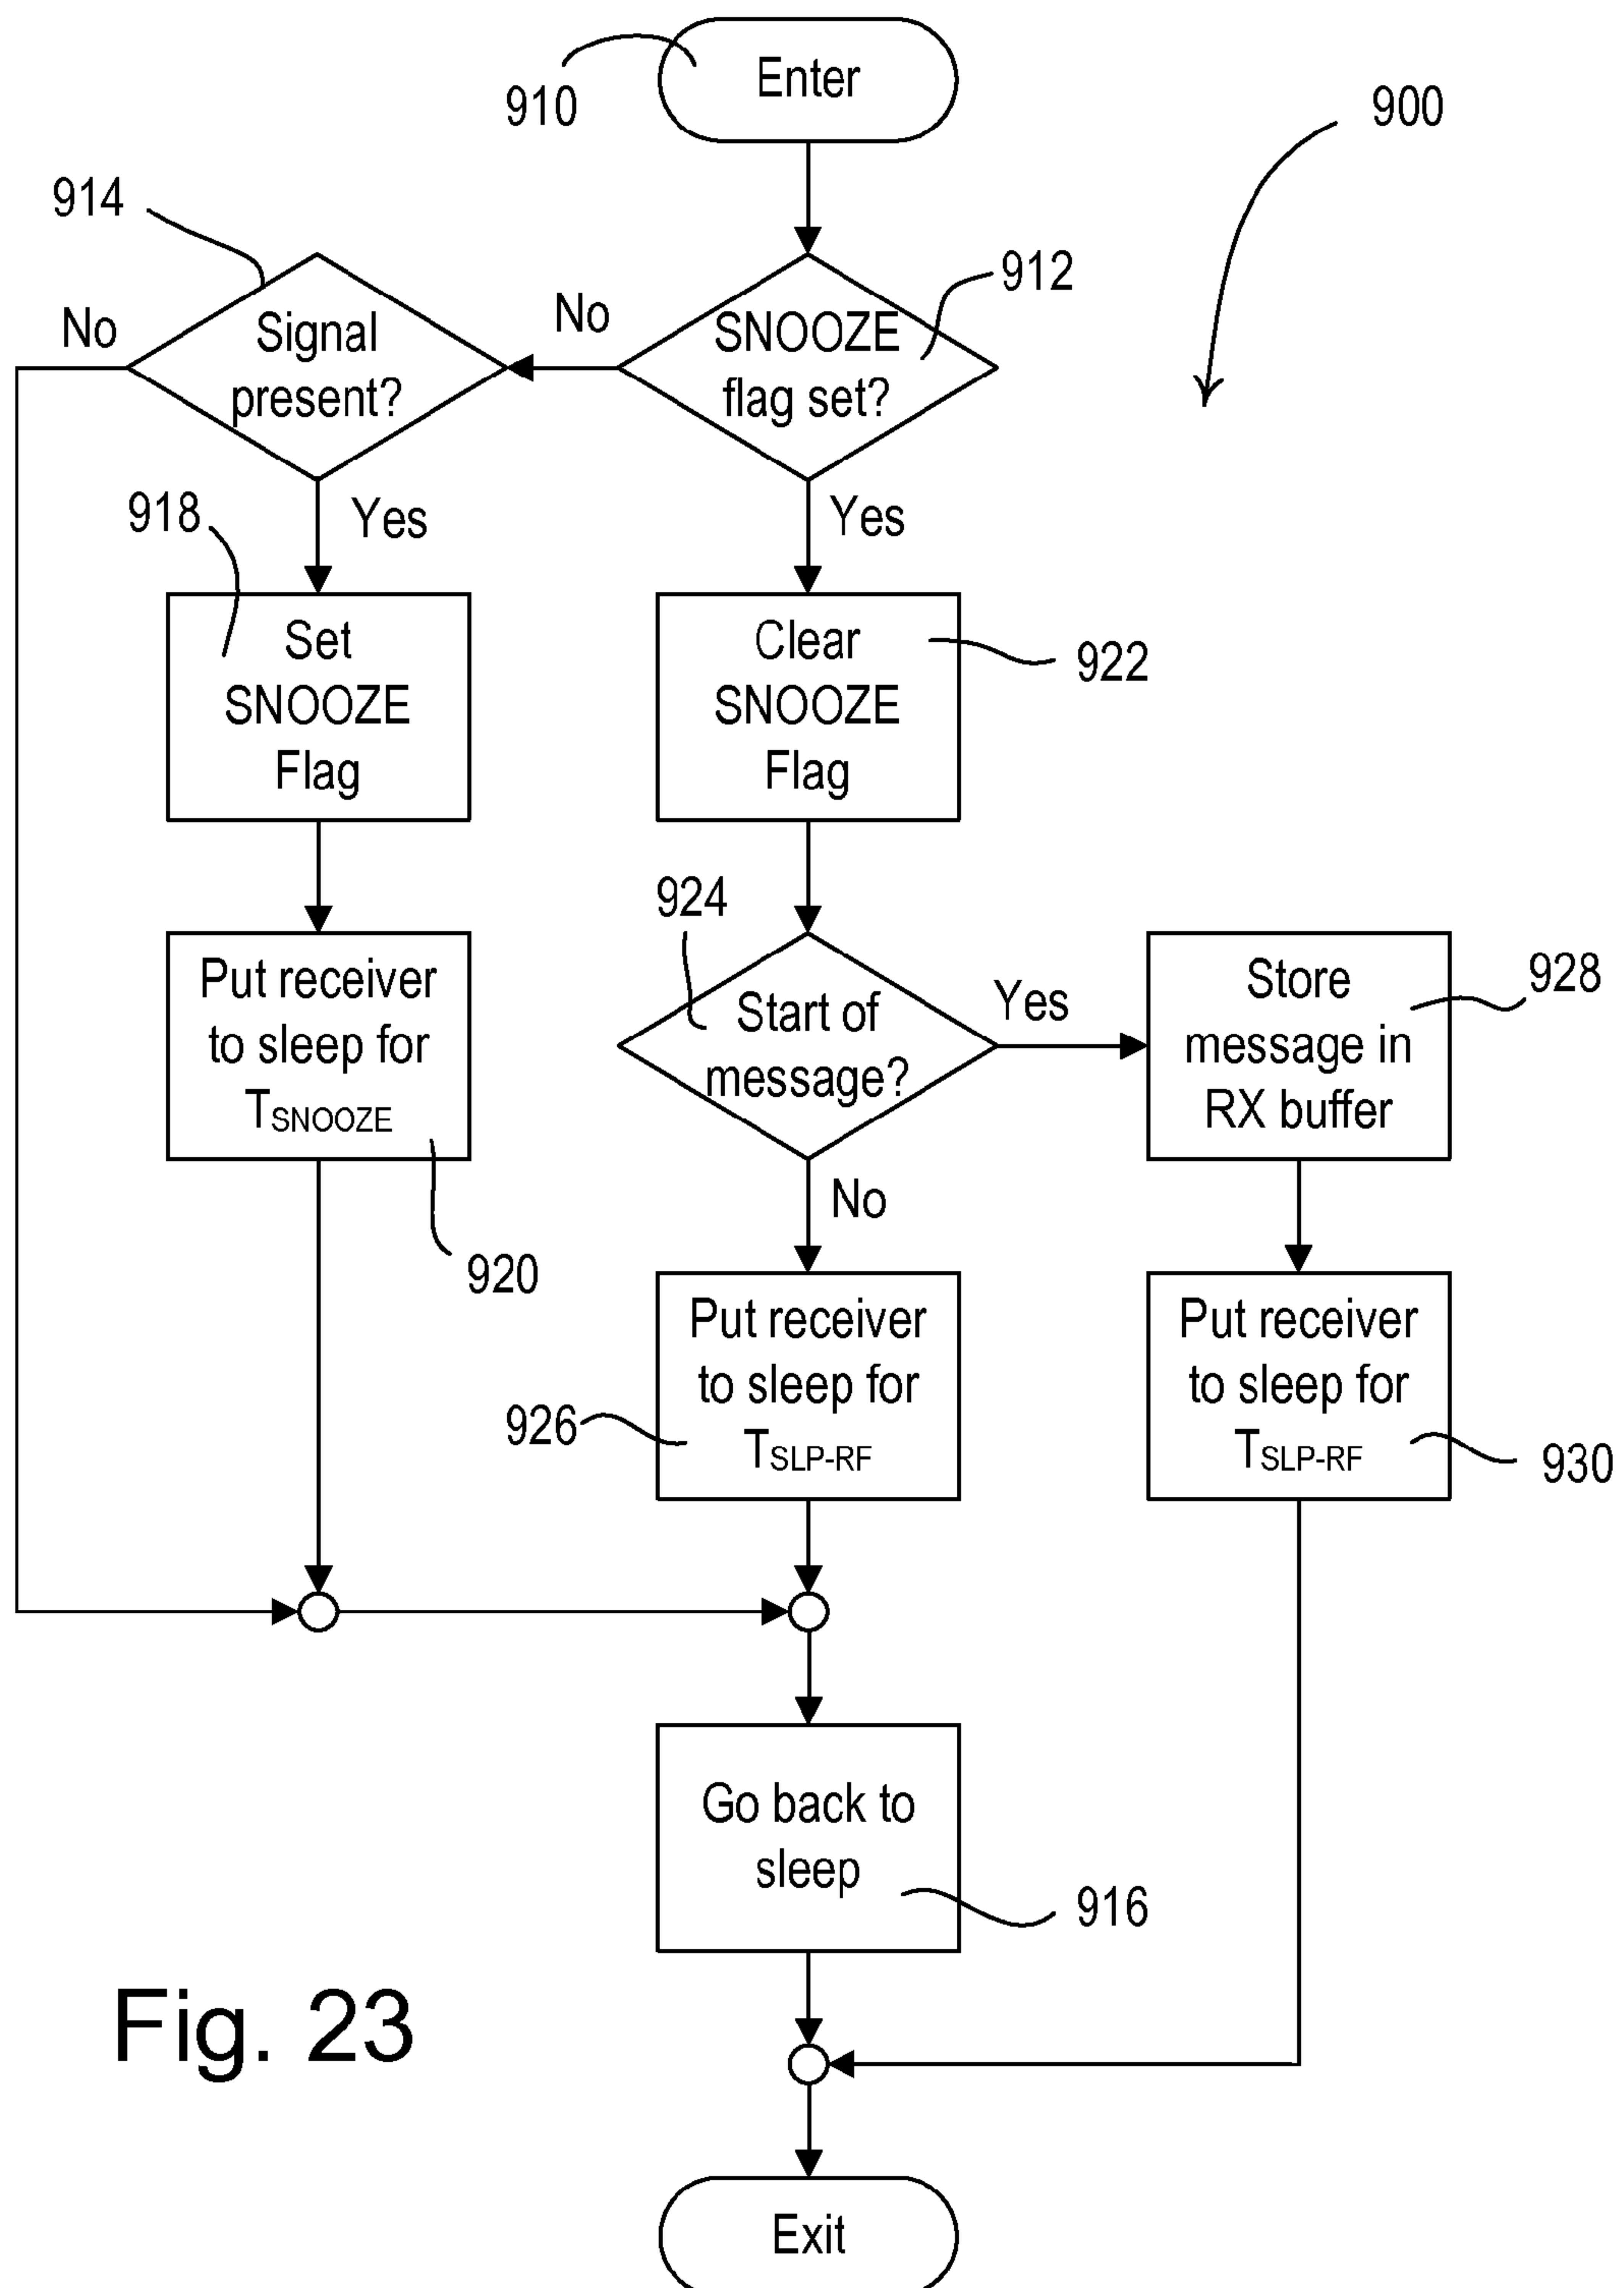 Enter
910
900
914
912
No
Signal
present?
No
SNOOZE
flag set?
918
Yes
Yes
Set
SNOOZE
Flag
Clear
SNOOZE
Flag
922
924
Put receiver
to sleep for
TSNOOZE
920
Start of
message?
Yes
Store
message in
RX buffer
928
No
Put receiver
to sleep for
TSLP-RF
926
Put receiver
to sleep for
TSLP-RF
930
Go back to
sleep
916
Fig. 23
Exit